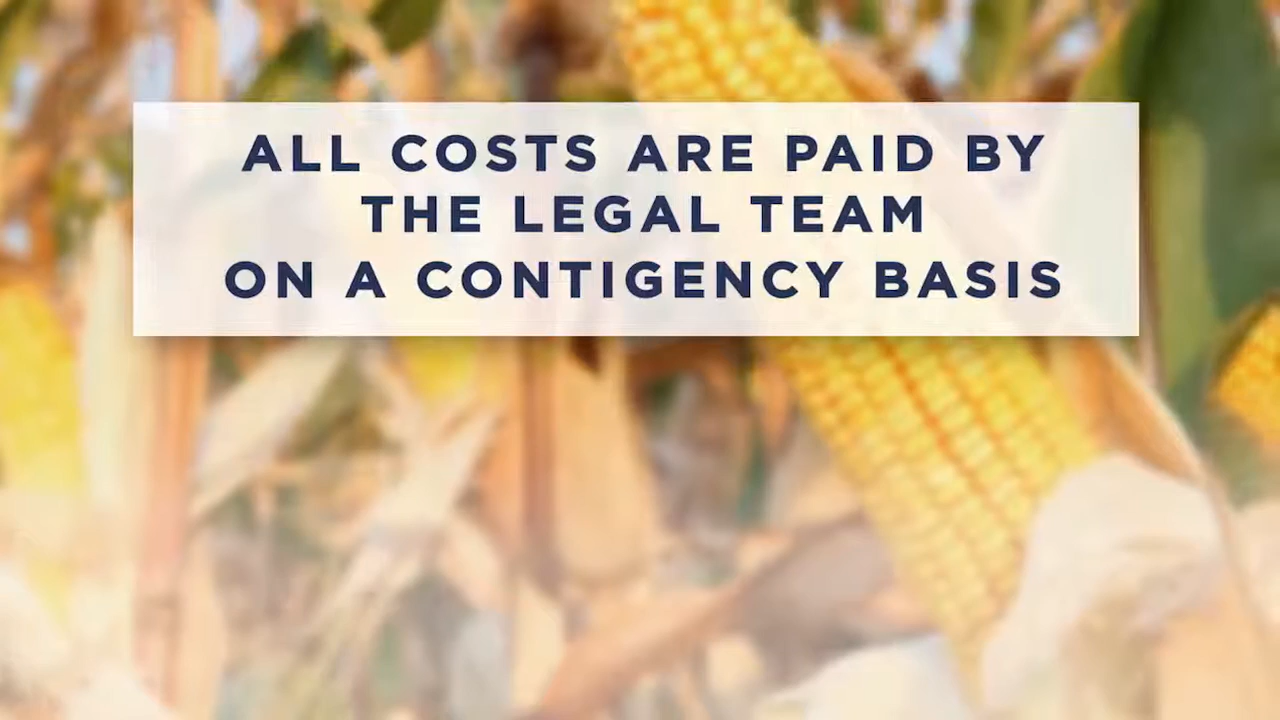 ALL COSTS ARE PAID BY
THE LEGAL TEAM
ON A CONTIGENCY BASIS